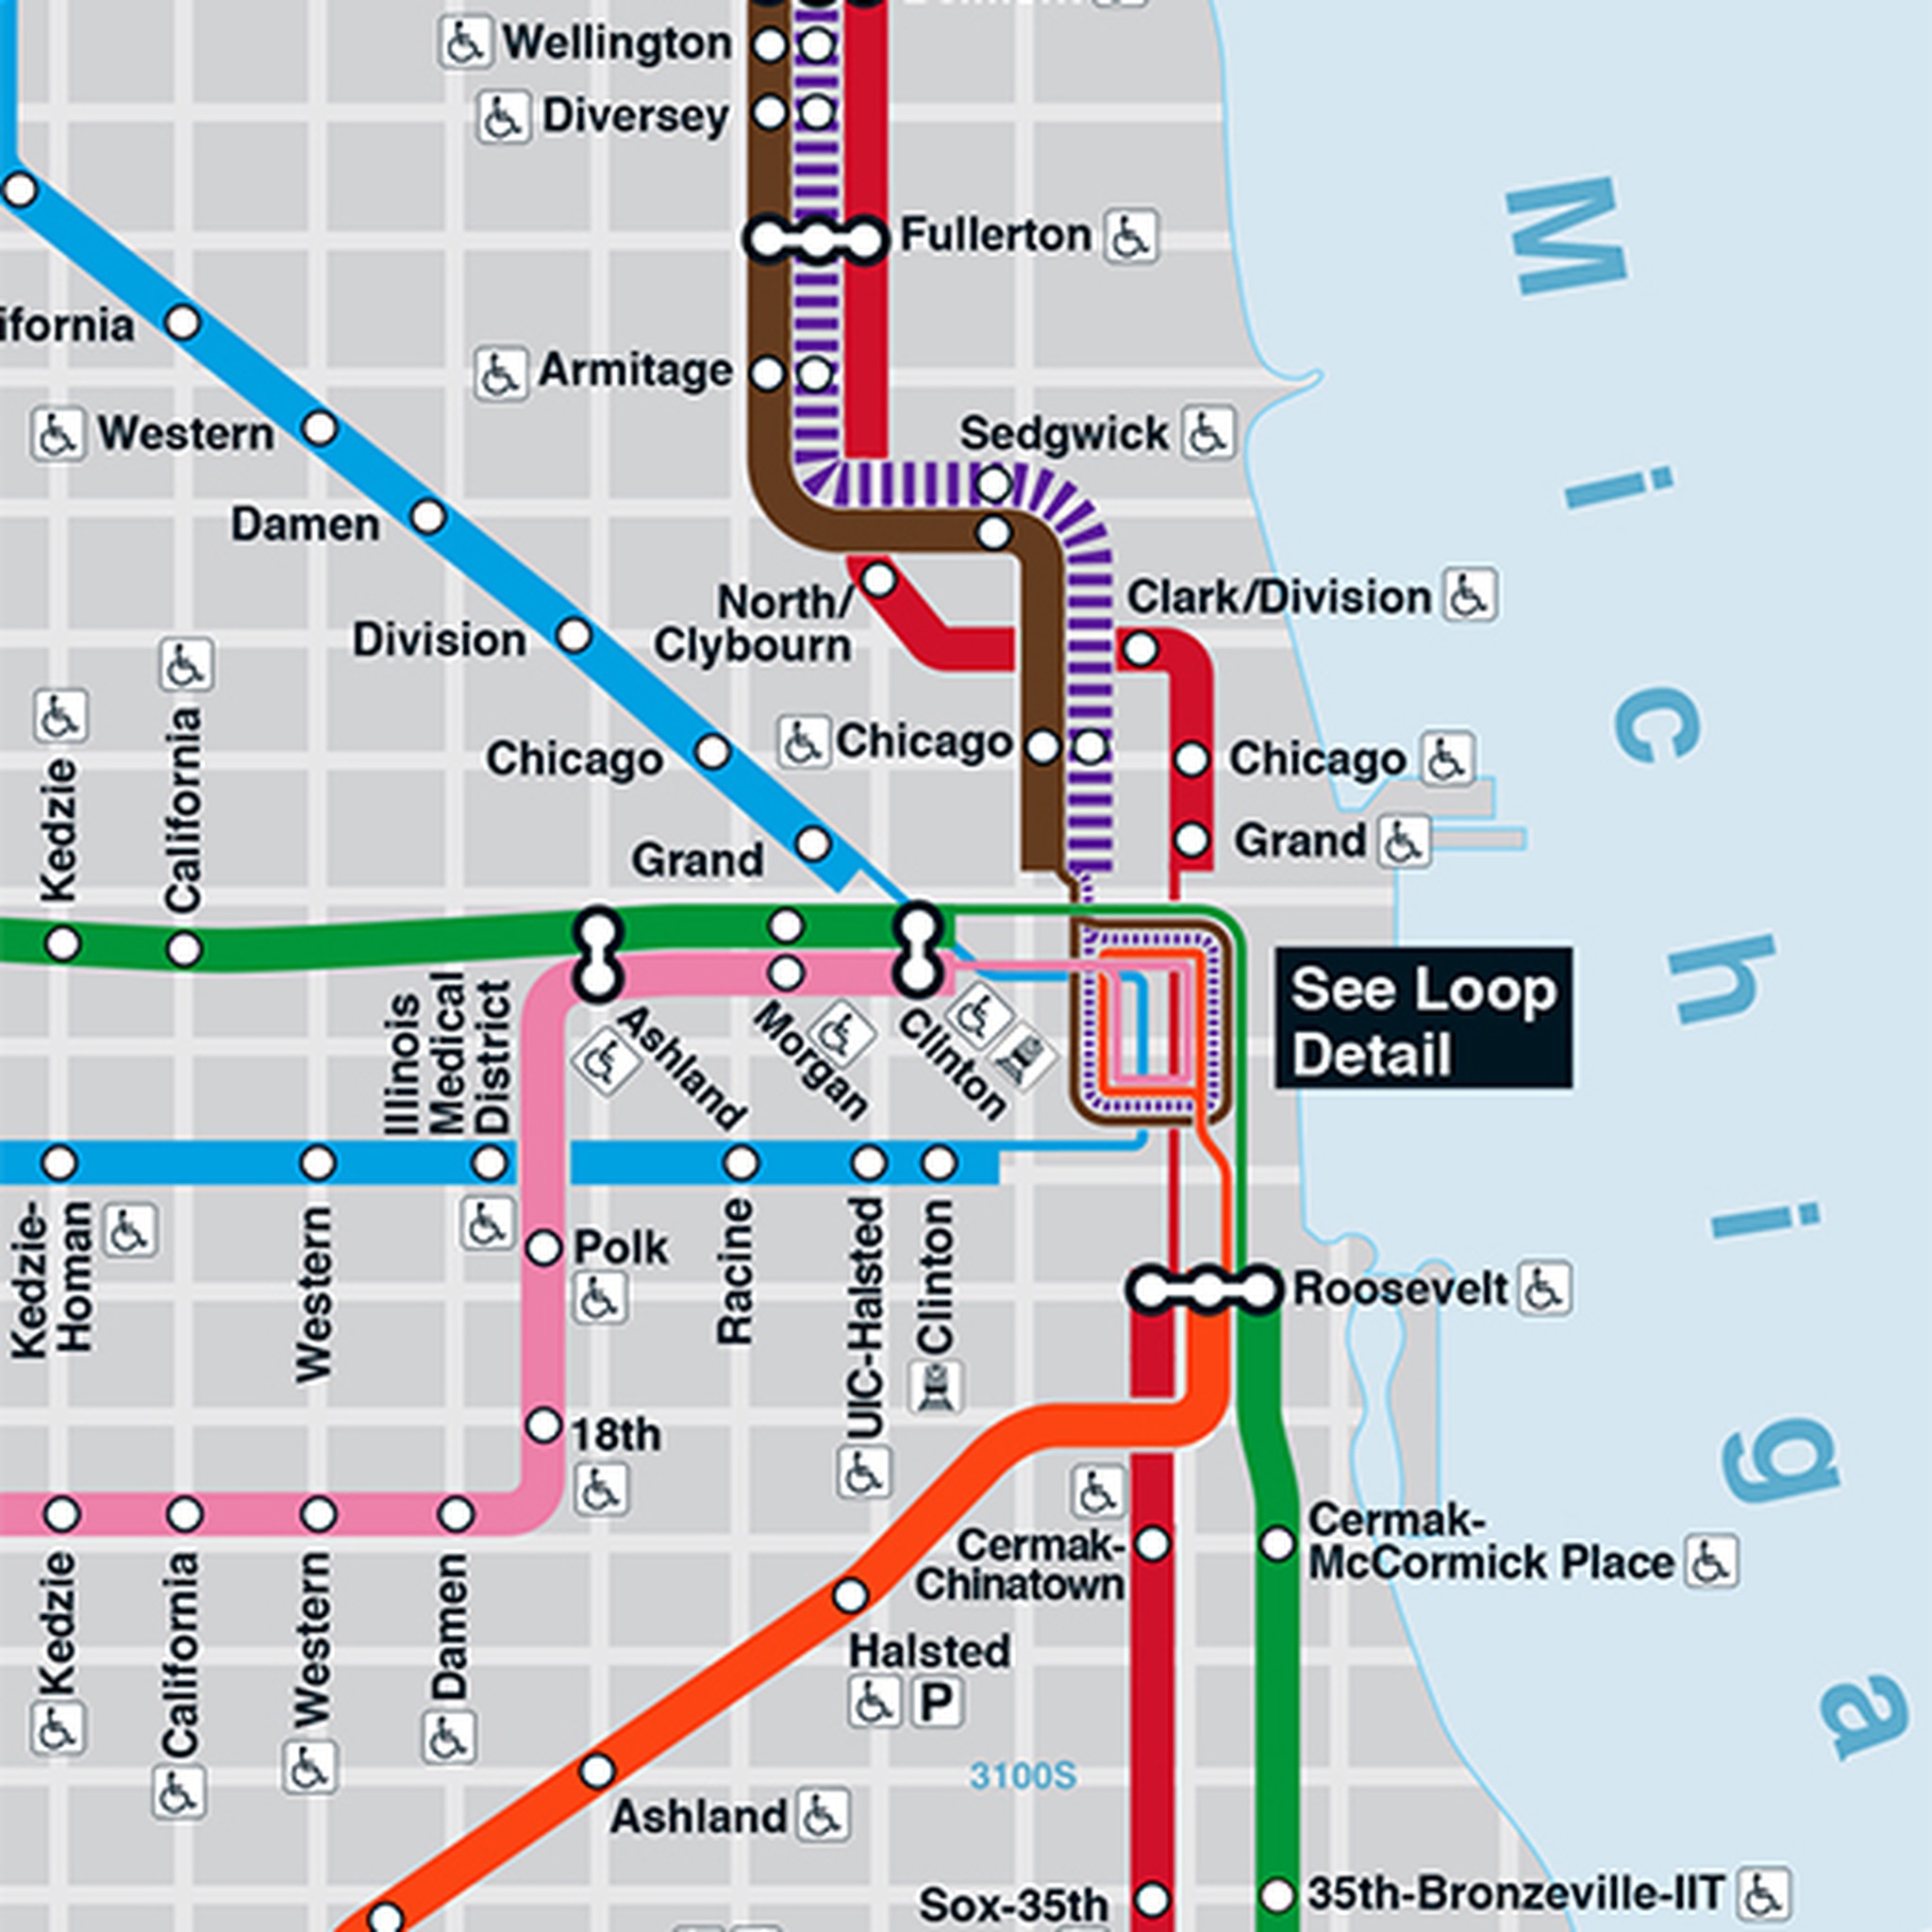 Wellington
Diversey
Fullerton
ifornia
Armitage
Western
Sedgwick
Damen
North/
Clybourn
Clark/Division
Division
Kedzie
California
Chicago
Chicago
Chicago
Grand
Grand
See Loop
Detail
Illinois
Medical
District
Ashland
Morgan
Clinton
Kedzie-
Homan
Western
Polk
Racine
UIC-Halsted
Clinton
Roosevelt
18th
Cermak-
Chinatown
Cermak-
McCormick Place
Kedzie
California
Western
Damen
Halsted
P
3100S
Ashland
Sox-35th
35th-Bronzeville-IIT
Michiga